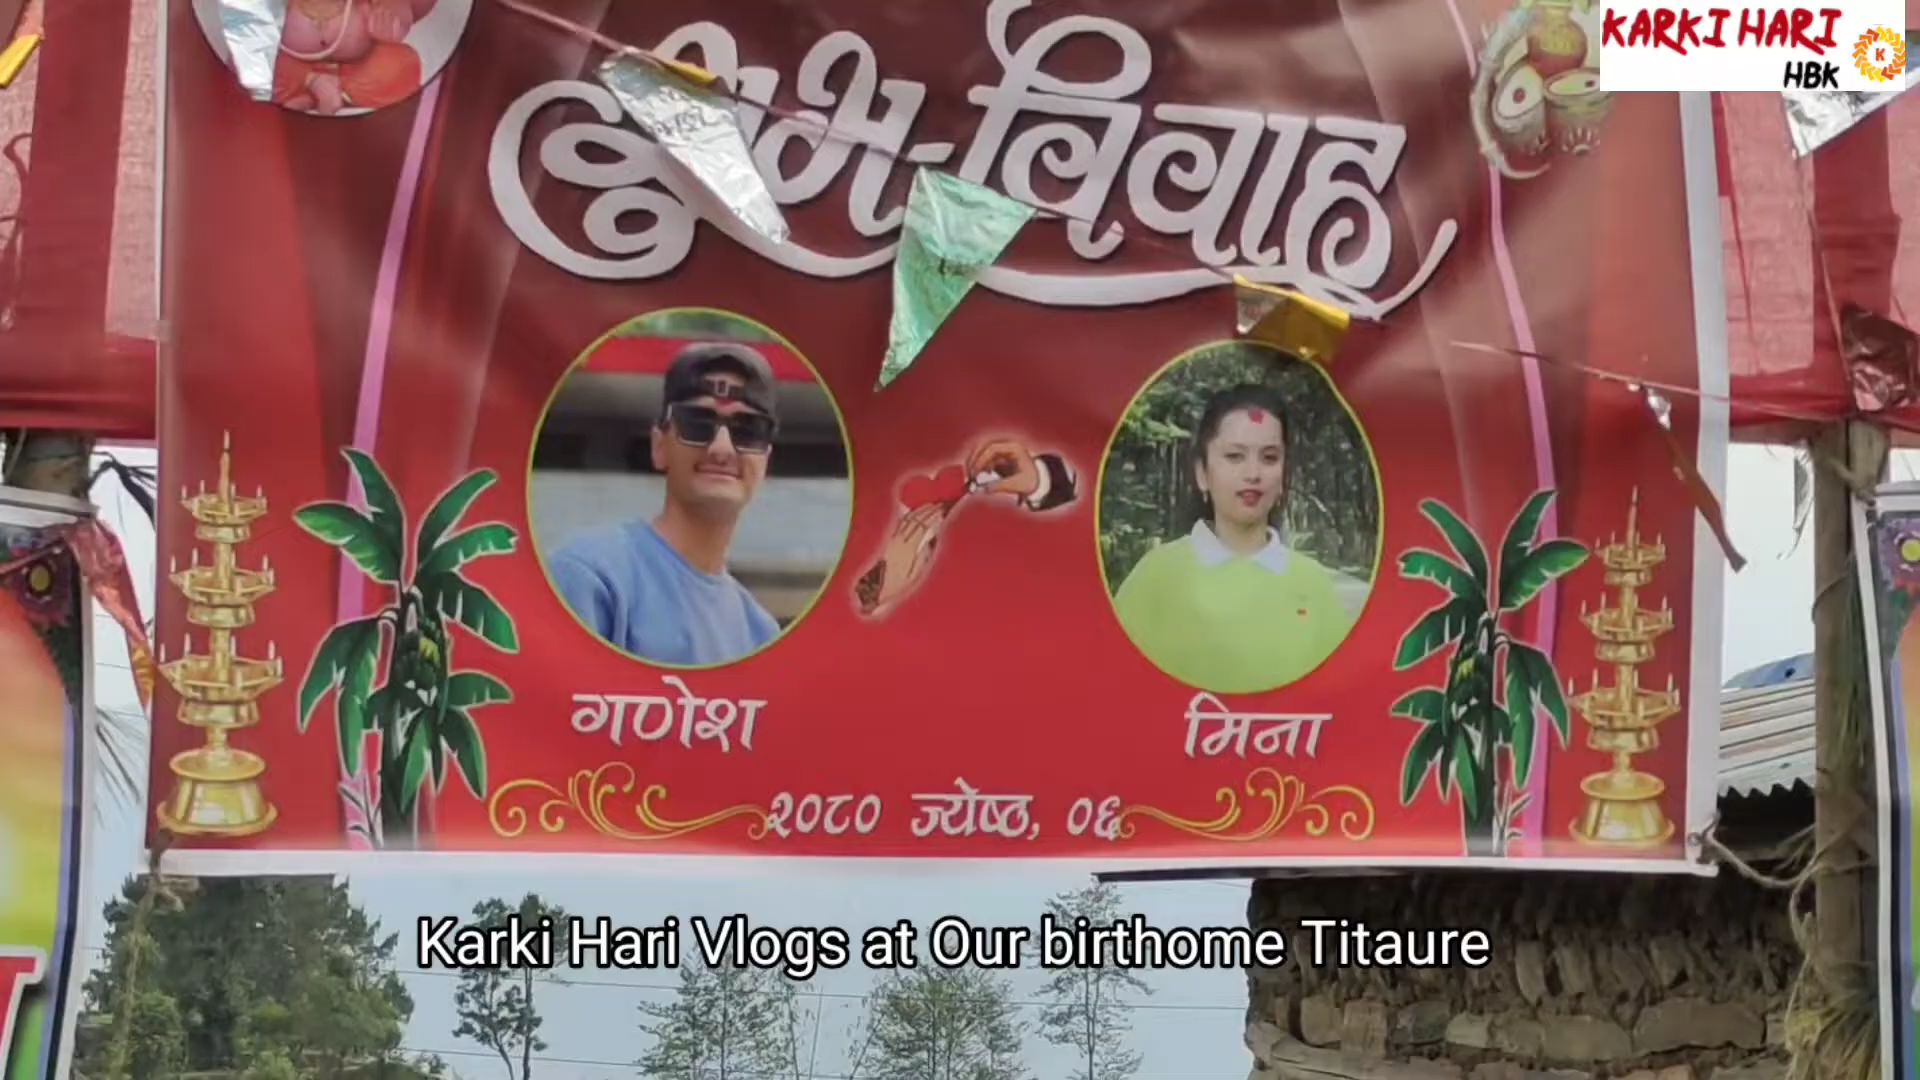 KARKI HARI
HBK
K
शुभ-विवाह
गणेश
मिना
२०८० ज्येष्ठ, ०६
Karki Hari Vlogs at Our birthome Titaure